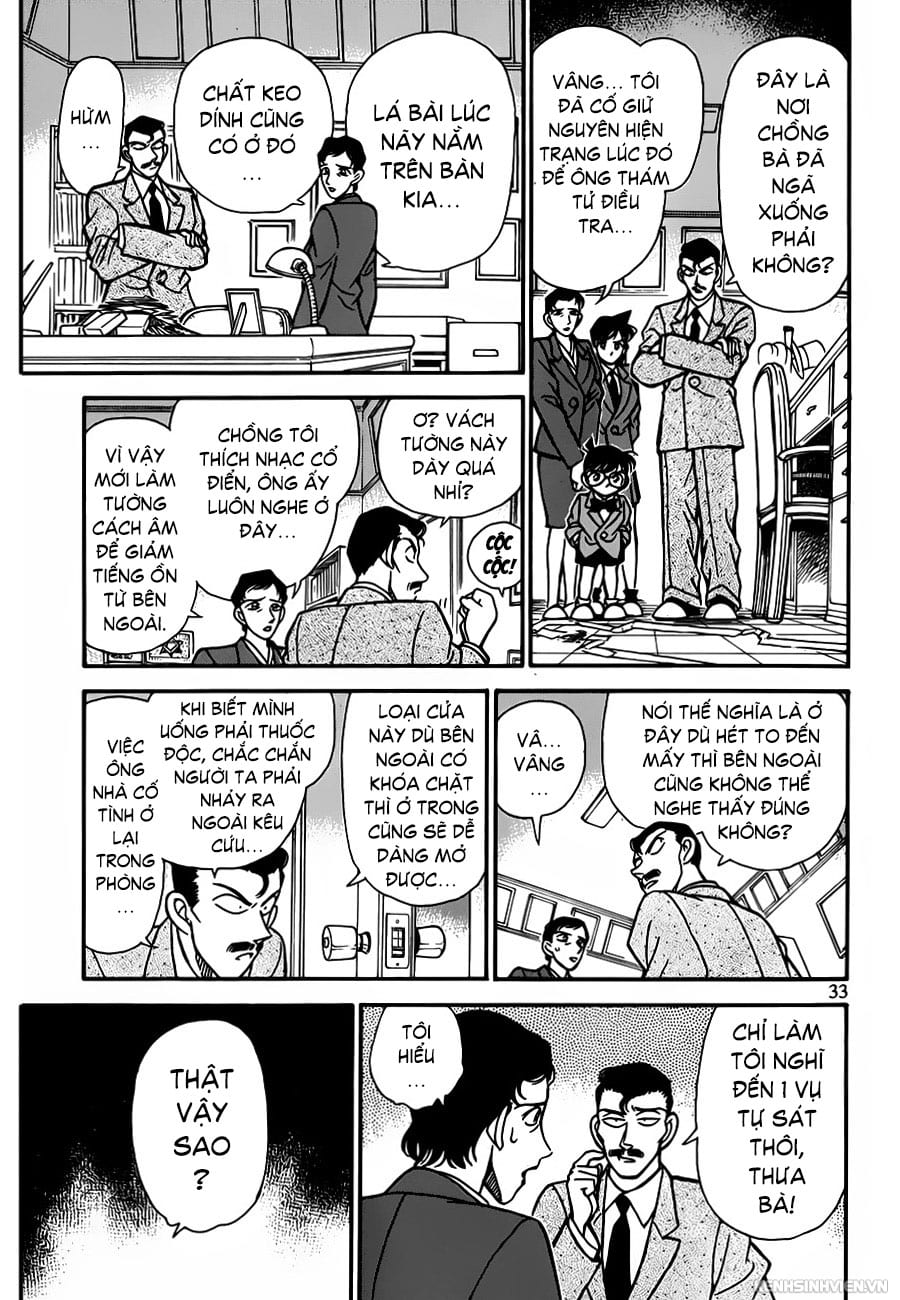 ĐÂY LÀ
NƠI
CHỒNG
BÀ ĐÃ
NGÃ
XUỐNG
PHẢI
KHÔNG?
VÂNG... TÔI
ĐÃ CỐ GIỮ
NGUYÊN HIỆN
TRẠNG LÚC ĐÓ
ĐỂ ÔNG THÁM
TỬ ĐIỀU
TRA...
LÁ BÀI LÚC
NÃY NẰM
TRÊN BÀN
KIA...
CHẤT KEO
DÍNH CŨNG
CÓ Ở ĐÓ
...
HỪM
...
Ơ? VÁCH
TƯỜNG NÀY
DÀY QUÁ
NHỈ?
CỘC
CỘC!
CHỒNG TÔI
THÍCH NHẠC CỔ
ĐIỂN, ÔNG ẤY
LUÔN NGHE Ở
ĐÂY...
VÌ VẬY
MỚI LÀM
TƯỜNG
CÁCH ÂM
ĐỂ GIẢM
TIẾNG ỒN
TỪ BÊN
NGOÀI.
NÓI THẾ NGHĨA LÀ Ở
ĐÂY DÙ HÉT TO ĐẾN
MẤY THÌ BÊN NGOÀI
CŨNG KHÔNG THỂ
NGHE THẤY ĐÚNG
KHÔNG?
VÂ...
VÂNG
...
LOẠI CỬA
NÀY DÙ BÊN
NGOÀI CÓ
KHÓA CHẶT
THÌ Ở TRONG
CŨNG SẼ DỄ
DÀNG MỞ
ĐƯỢC...
KHI BIẾT MÌNH
UỐNG PHẢI THUỐC
ĐỘC, CHẮC CHẮN
NGƯỜI TA PHẢI
NHẢY RA
NGOÀI KÊU
CỨU...
VIỆC
ÔNG
NHÀ CỐ
TÌNH Ở
LẠI
TRONG
PHÒNG
...
33
CHỈ LÀM
TÔI NGHĨ
ĐẾN 1 VỤ
TỰ SÁT
THÔI,
THƯA
BÀ!
TÔI
HIỂU
...
THẬT
VẬY
SAO
?
KENHSINHVIEN.VN